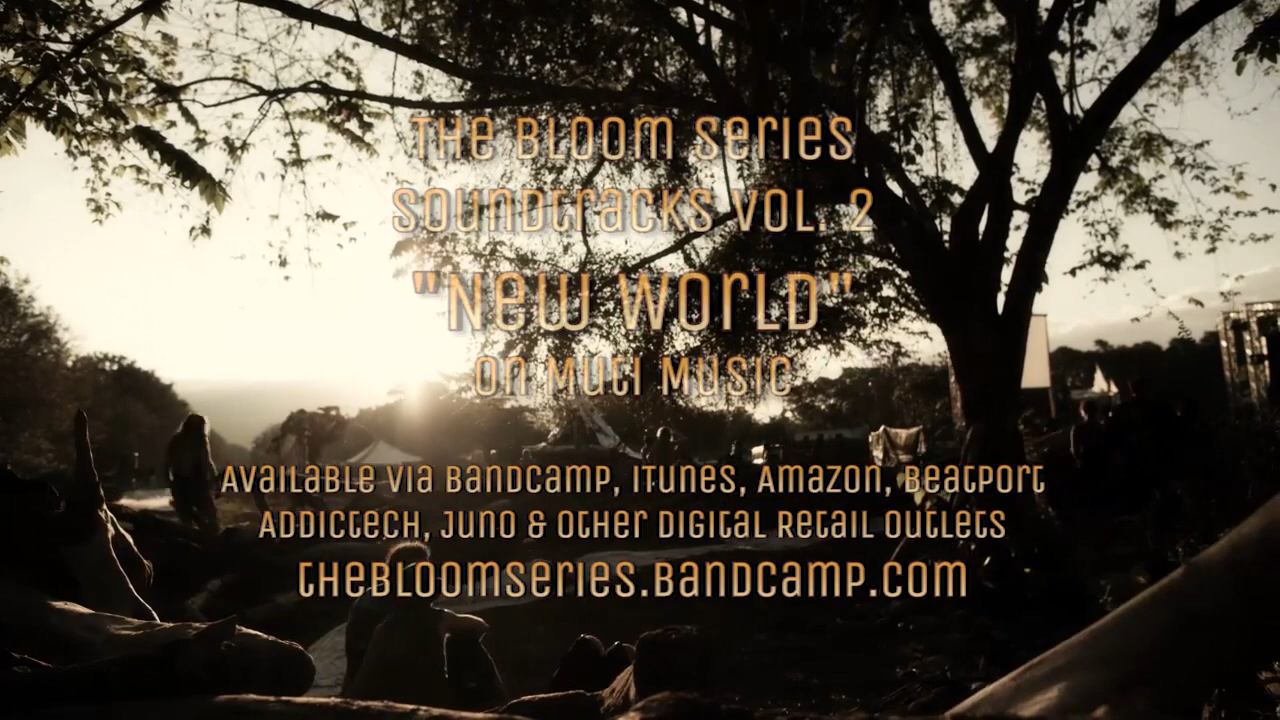 THE BLOOM SERIES
SOUNDTRACKS VOL. 2
"NEW WORLD"
ON MUTI MUSIC
AVAILABLE VIA BANDCAMP, ITUNES, AMAZON, BEATPORT
ADDICTECH, JUNO & OTHER DIGITAL RETAIL OUTLETS
THEBLOOMSERIES.BANDCAMP.COM